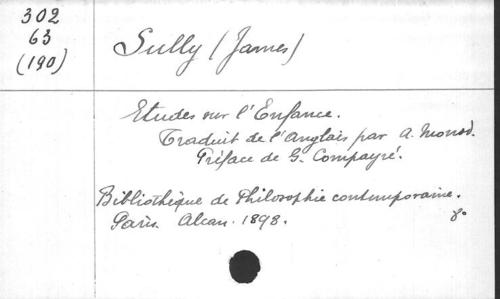 302
63
(190)
Sully (James)
Etudes sur l'Enfance.
Traduit de l'Anglais par A. Monod.
Préface de G. Compayré.
Bibliothèque de Philosophie contemporaine.
Paris. Alcan. 1898. 8°